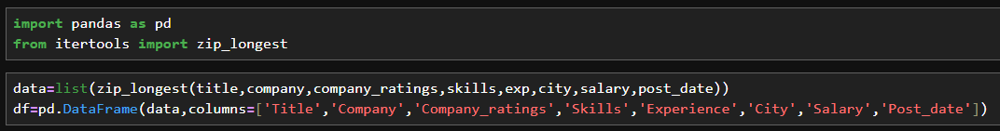 import pandas as pd
from itertools import zip_longest
data=list(zip_longest(title,company,company_ratings,skills,exp,city,salary,post_date))
df=pd.DataFrame(data,columns=['Title','Company','Company_ratings','Skills','Experience','City','Salary','Post_date'])